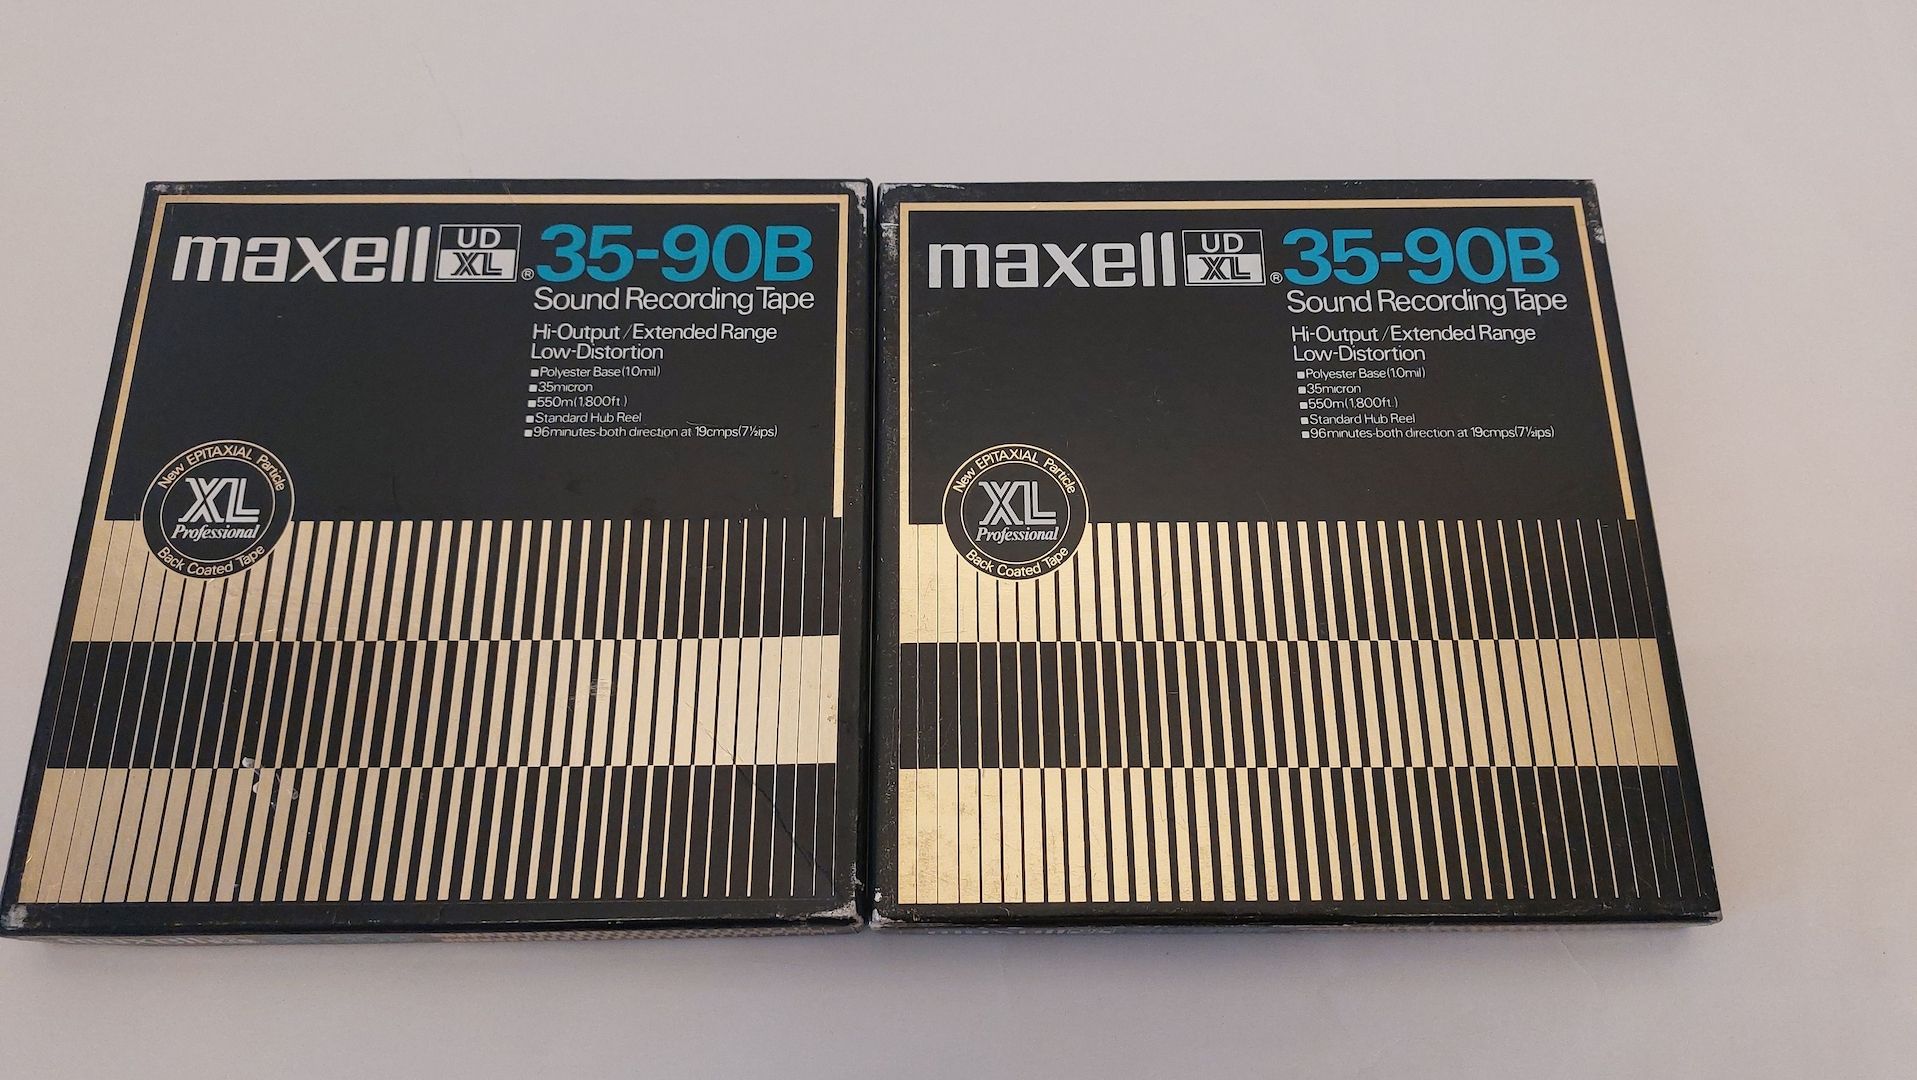 maxell UD XL ® 35-90B
Sound Recording Tape
Hi-Output/Extended Range
Low-Distortion
■Polyester Base(1.0mil)
■35micron
■550m(1,800ft.)
■Standard Hub Reel
■96minutes-both direction at 19cmps(7½ips)
New EPITAXIAL Particle
XL
Professional
Back Coated Tape
maxell UD XL ® 35-90B
Sound Recording Tape
Hi-Output/Extended Range
Low-Distortion
■Polyester Base(1.0mil)
■35micron
■550m(1,800ft.)
■Standard Hub Reel
■96minutes-both direction at 19cmps(7½ips)
New EPITAXIAL Particle
XL
Professional
Back Coated Tape